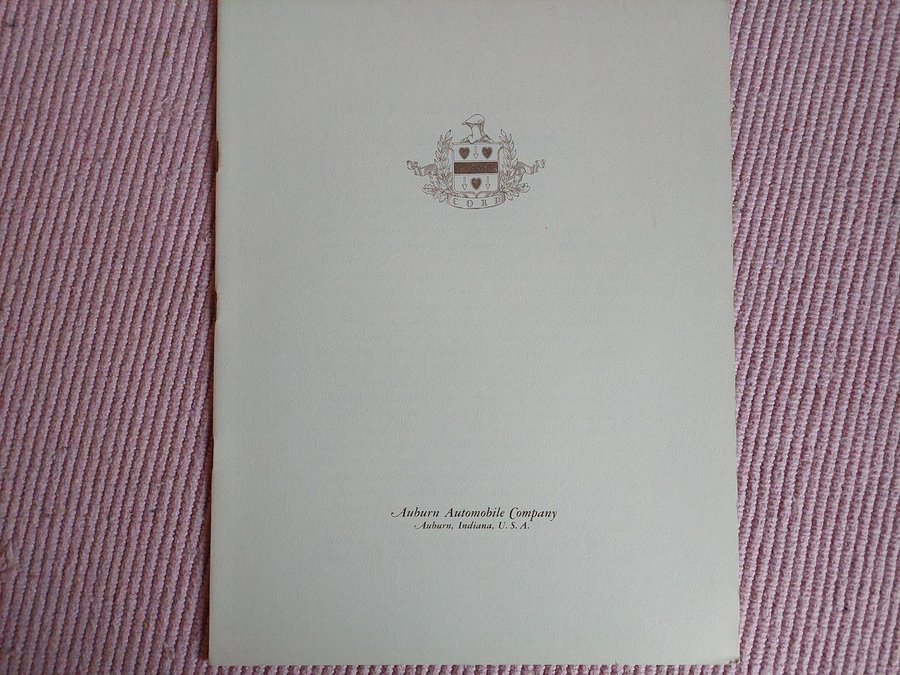 CORD
Auburn Automobile Company
Auburn, Indiana, U. S. A.